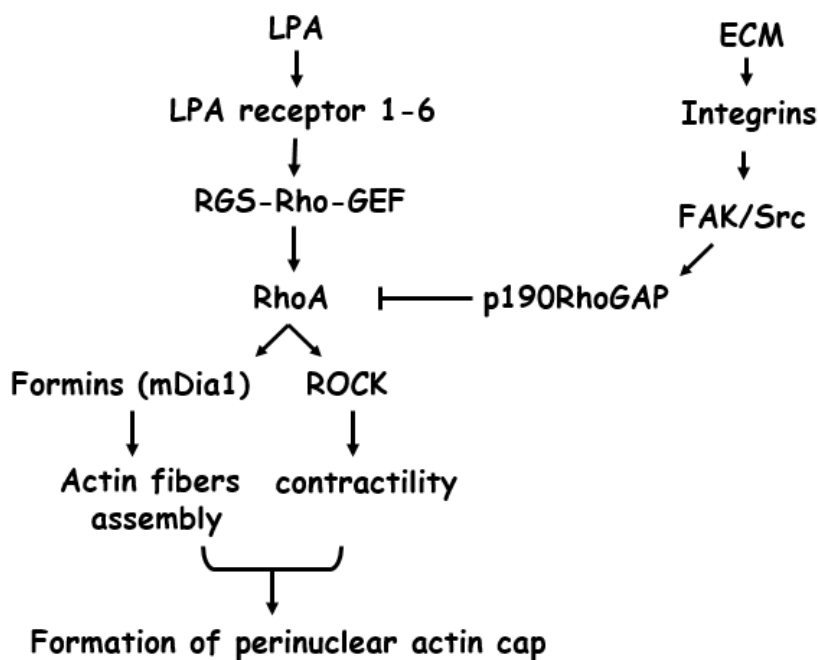 LPA
ECM
LPA receptor 1-6
Integrins
RGS-Rho-GEF
FAK/Src
RhoA
p190RhoGAP
Formins (mDia1)
ROCK
Actin fibers
assembly
contractility
Formation of perinuclear actin cap